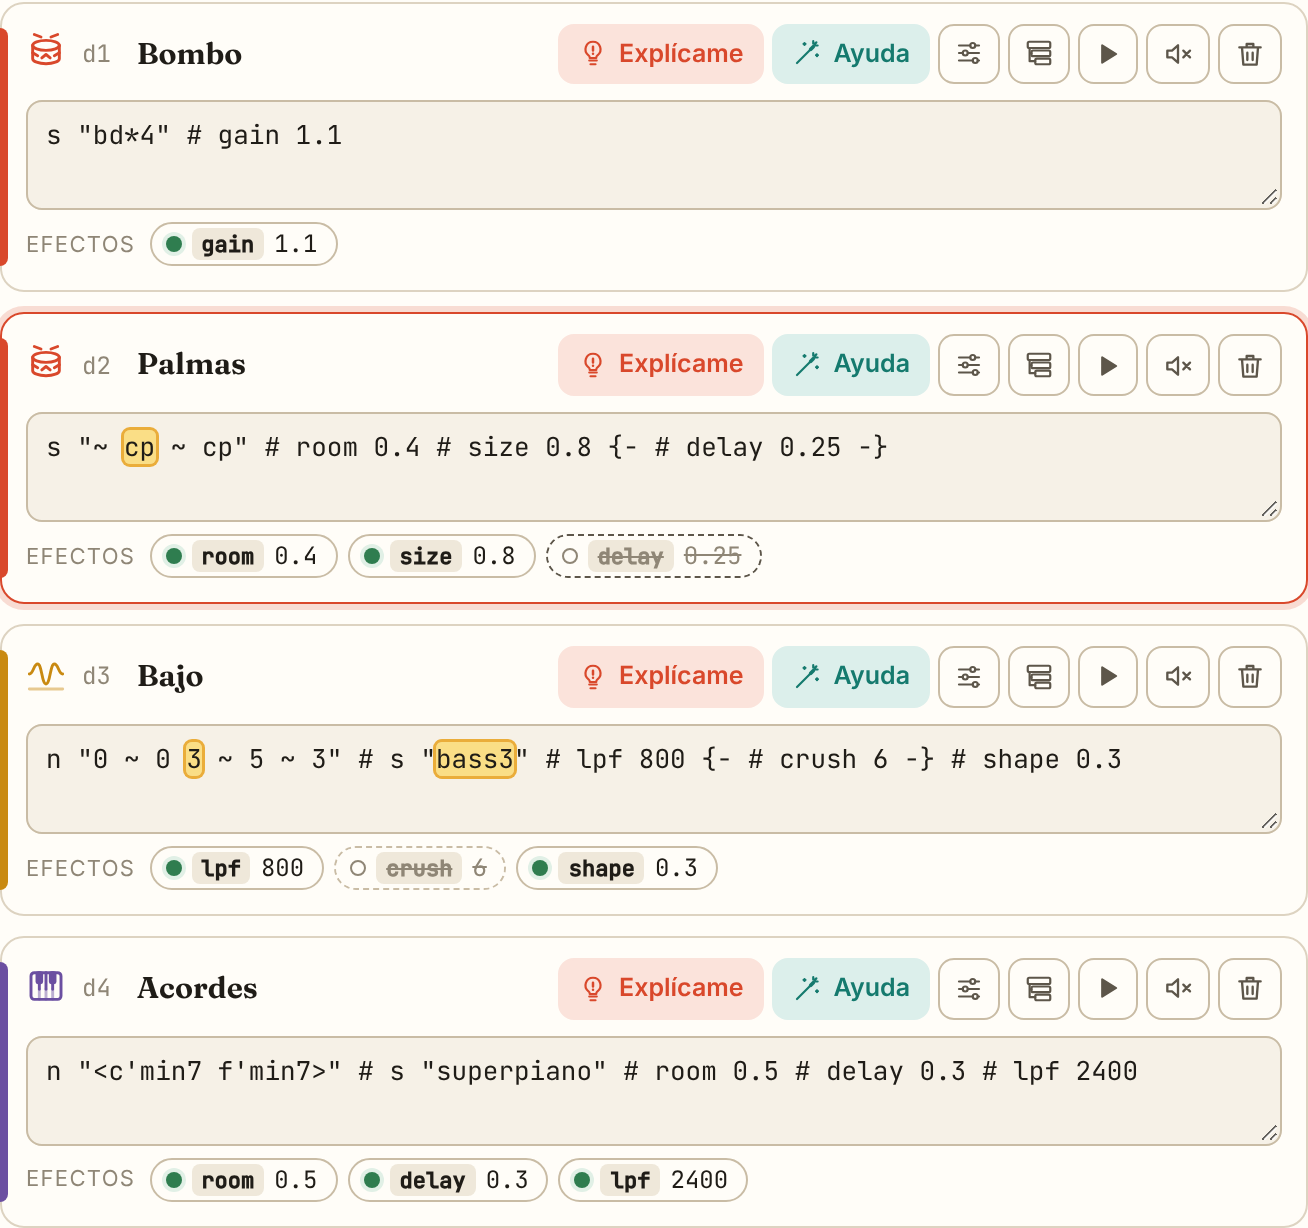 d1 Bombo Explícame Ayuda
s "bd*4" # gain 1.1
EFECTOS gain 1.1
d2 Palmas Explícame Ayuda
s "~ cp ~ cp" # room 0.4 # size 0.8 {- # delay 0.25 -}
EFECTOS room 0.4 size 0.8 delay 0.25
d3 Bajo Explícame Ayuda
n "0 ~ 0 3 ~ 5 ~ 3" # s "bass3" # lpf 800 {- # crush 6 -} # shape 0.3
EFECTOS lpf 800 crush 6 shape 0.3
d4 Acordes Explícame Ayuda
n "<c'min7 f'min7>" # s "superpiano" # room 0.5 # delay 0.3 # lpf 2400
EFECTOS room 0.5 delay 0.3 lpf 2400